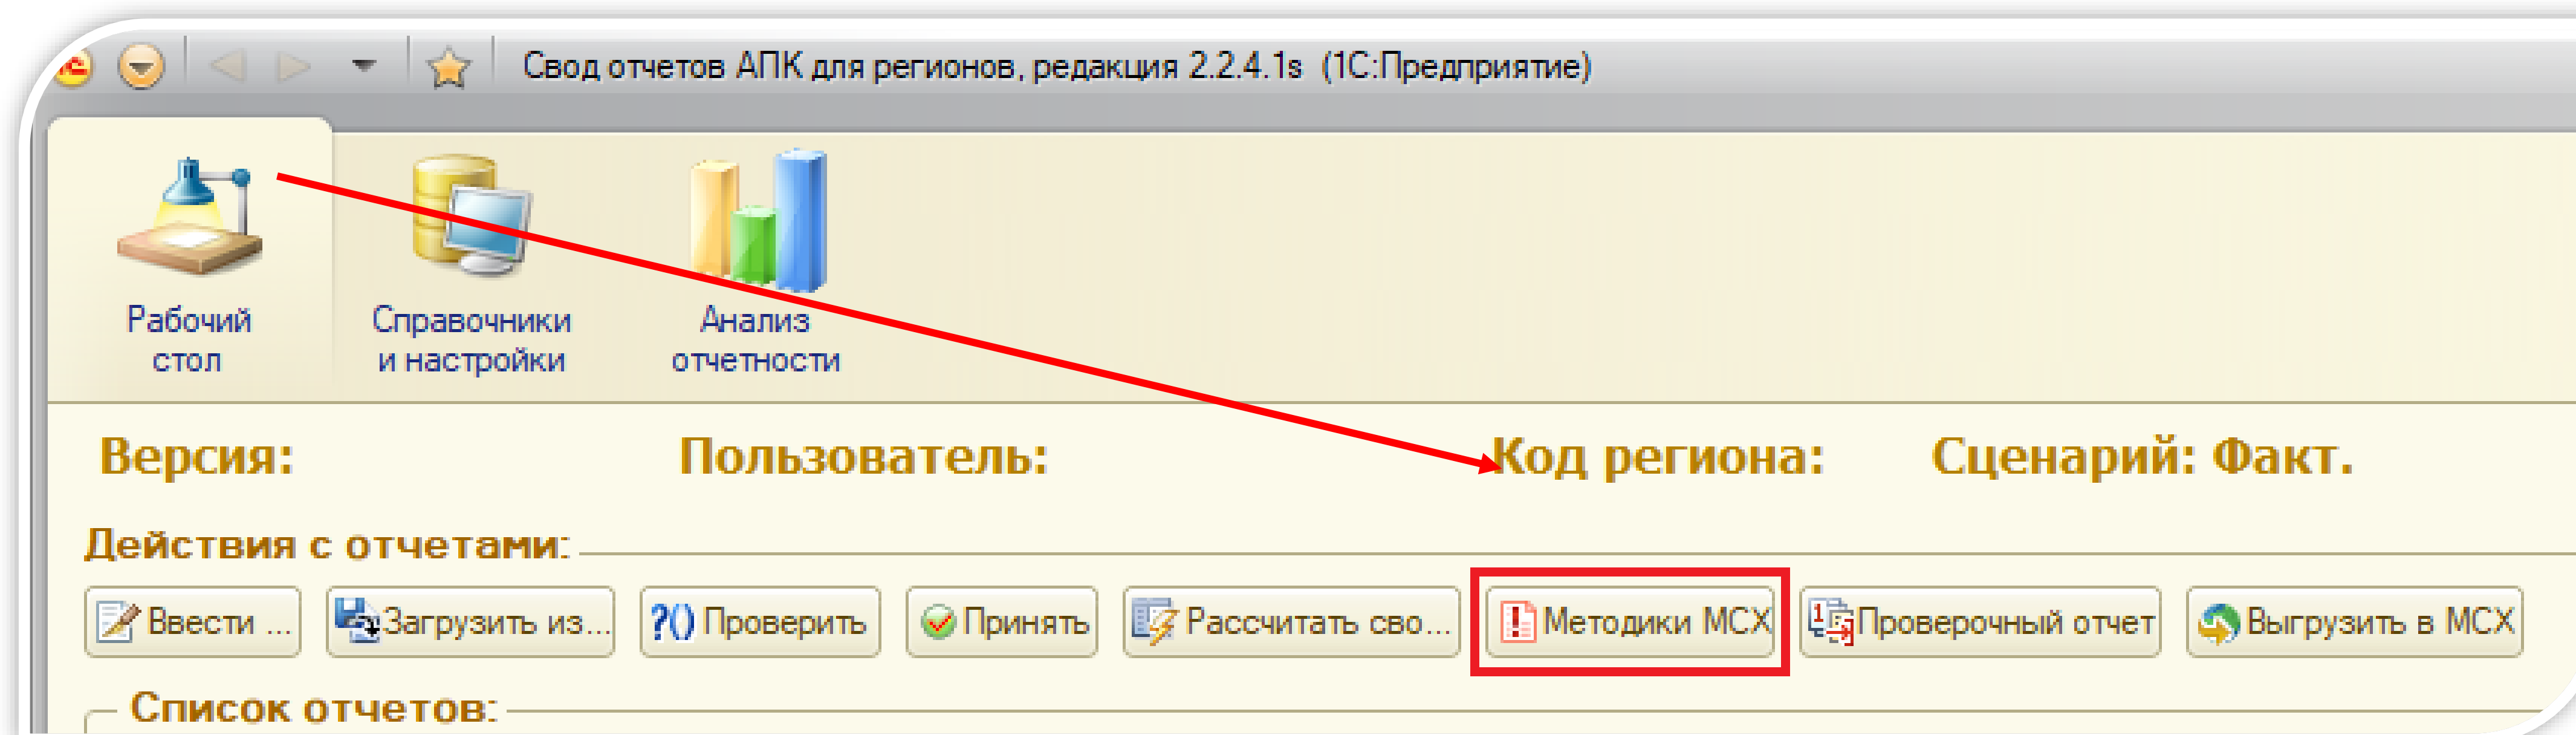 Свод отчетов АПК для регионов, редакция 2.2.4.1s (1С:Предприятие)
Рабочий
стол
Справочники
и настройки
Анализ
отчетности
Версия: Пользователь: Код региона: Сценарий: Факт.
Действия с отчетами:
Ввести ... Загрузить из... ?() Проверить Принять Рассчитать сво... Методики МСХ Проверочный отчет Выгрузить в МСХ
Список отчетов: